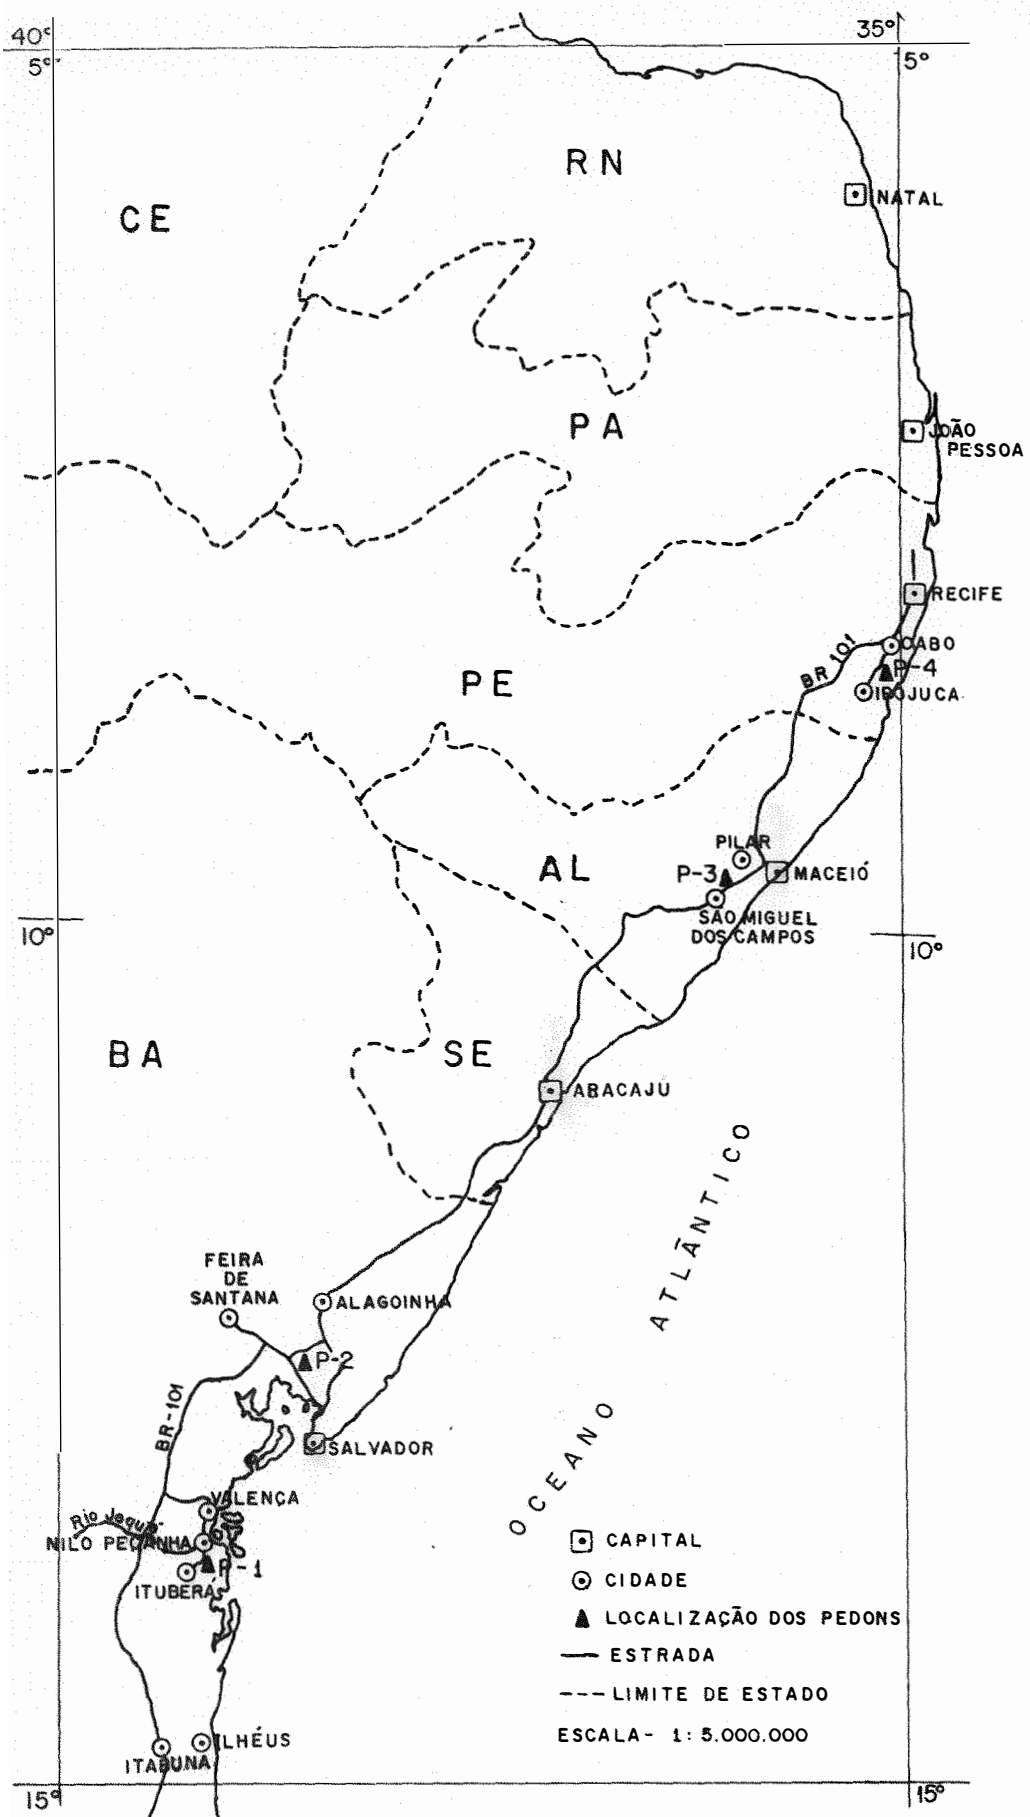 40°
35°
5°
5°
RN
CE
NATAL
PA
JOÃO
PESSOA
RECIFE
CABO
BR 101
P-4
IPOJUCA
PE
PILAR
AL
P-3
MACEIÓ
SÃO MIGUEL
DOS CAMPOS
10°
10°
BA
SE
ARACAJU
OCEANO ATLÂNTICO
FEIRA
DE
SANTANA
ALAGOINHA
P-2
BR-101
SALVADOR
VALENÇA
NILO PEÇANHA
P-1
ITUBERÁ
CAPITAL
CIDADE
LOCALIZAÇÃO DOS PEDONS
ESTRADA
LIMITE DE ESTADO
ESCALA- 1: 5.000.000
ILHÉUS
ITABUNA
15°
15°